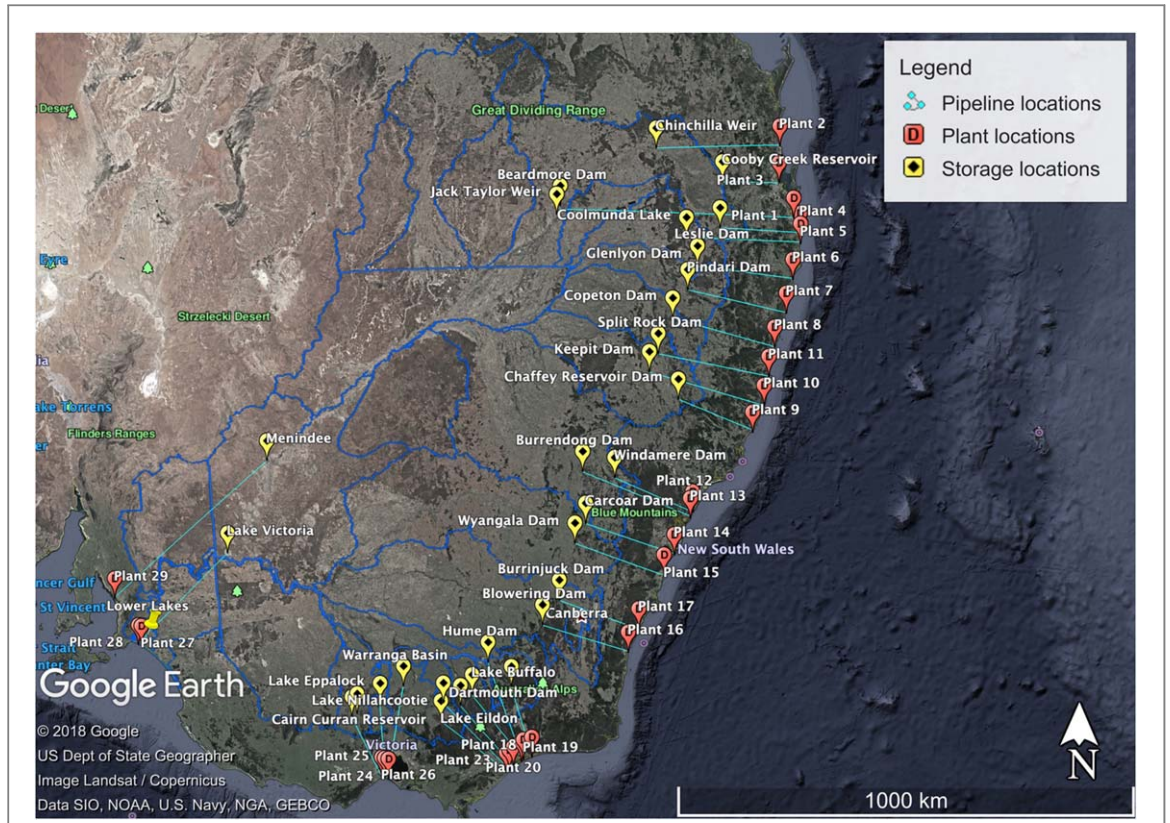 Legend
Pipeline locations
Plant locations
Storage locations
Desert
Great Dividing Range
Chinchilla Weir
Plant 2
Cooby Creek Reservoir
Plant 3
Beardmore Dam
Jack Taylor Weir
Coolmunda Lake
Plant 1
Plant 4
Leslie Dam
Plant 5
Glenlyon Dam
Plant 6
Eyre
Pindari Dam
Copeton Dam
Plant 7
Strzelecki Desert
Split Rock Dam
Plant 8
Keepit Dam
Plant 11
Chaffey Reservoir Dam
Plant 10
ake Torrens
Plant 9
Flinders Ranges
Menindee
Burrendong Dam
Windamere Dam
Plant 12
Plant 13
Carcoar Dam
Blue Mountains
Wyangala Dam
Lake Victoria
Plant 14
New South Wales
Plant 15
Burrinjuck Dam
Plant 29
ncer Gulf
Blowering Dam
St Vincent
Lower Lakes
Canberra
Plant 17
Plant 16
Hume Dam
Plant 28
Plant 27
Strait
nter Bay
Warranga Basin
Lake Buffalo
Lake Eppalock
Alps
Lake Nillahcootie
Dartmouth Dam
Cairn Curran Reservoir
Lake Eildon
Google Earth
© 2018 Google
US Dept of State Geographer
Image Landsat / Copernicus
Data SIO, NOAA, U.S. Navy, NGA, GEBCO
Victoria
Plant 25
Plant 24
Plant 26
Plant 18
Plant 19
Plant 23
Plant 20
N
1000 km